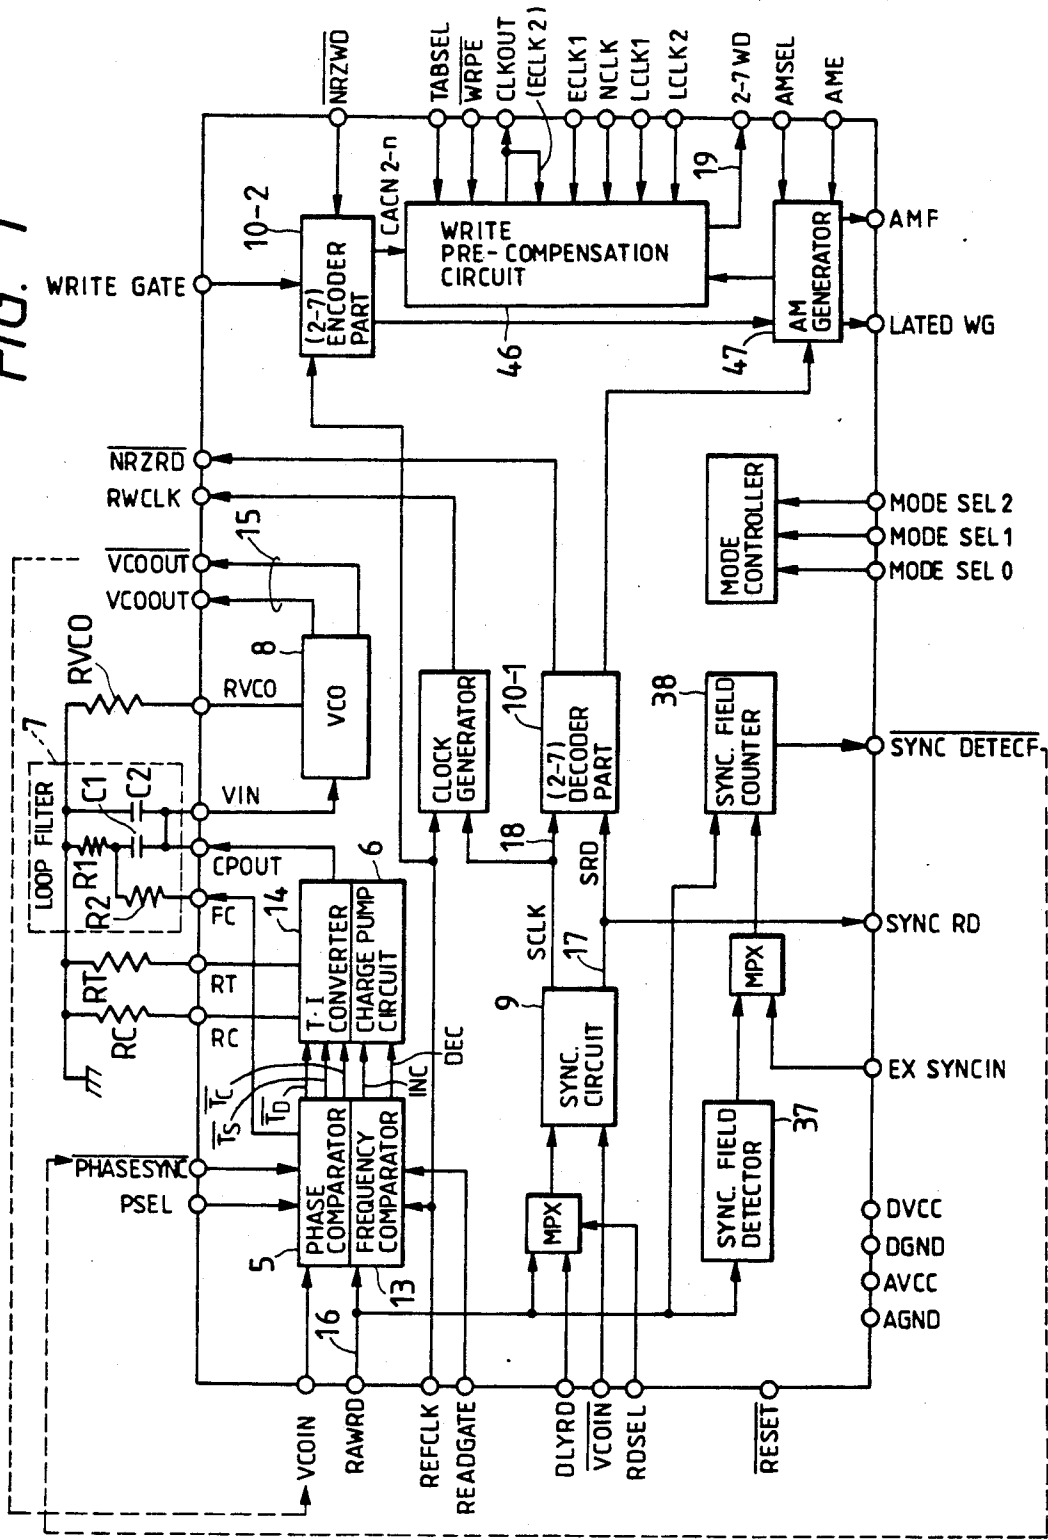 FIG. 1
WRITE GATE
NRZRD
RWCLK
VCOOUT
VCOOUT
15
RVCO
RVCO
7
LOOP FILTER
R1
C1
C2
R2
VIN
CPOUT
FC
RT
RT
RC
RC
PHASESYNC
PSEL
NRZWD
TABSEL
WRPE
CLKOUT
(ECLK2)
ECLK1
NCLK
LCLK1
LCLK2
2-7WD
AMSEL
AME
10-2
(2-7)
ENCODER
PART
CACN 2-n
WRITE
PRE-COMPENSATION
CIRCUIT
46
19
AM
GENERATOR
47
AMF
LATED WG
8
VCO
CLOCK
GENERATOR
10-1
(2-7)
DECODER
PART
18
SCLK
SRD
17
MODE
CONTROLLER
MODE SEL 2
MODE SEL 1
MODE SEL 0
38
SYNC. FIELD
COUNTER
SYNC DETECF
SYNC RD
14
T·I
CONVERTER
CHARGE PUMP
CIRCUIT
6
TS
TC
TD
INC
DEC
PHASE
COMPARATOR
FREQUENCY
COMPARATOR
5
13
16
9
SYNC.
CIRCUIT
MPX
MPX
EX SYNCIN
SYNC. FIELD
DETECTOR
37
DVCC
DGND
AVCC
AGND
VCOIN
RAWRD
REFCLK
READGATE
DLYRD
VCOIN
RDSEL
RESET